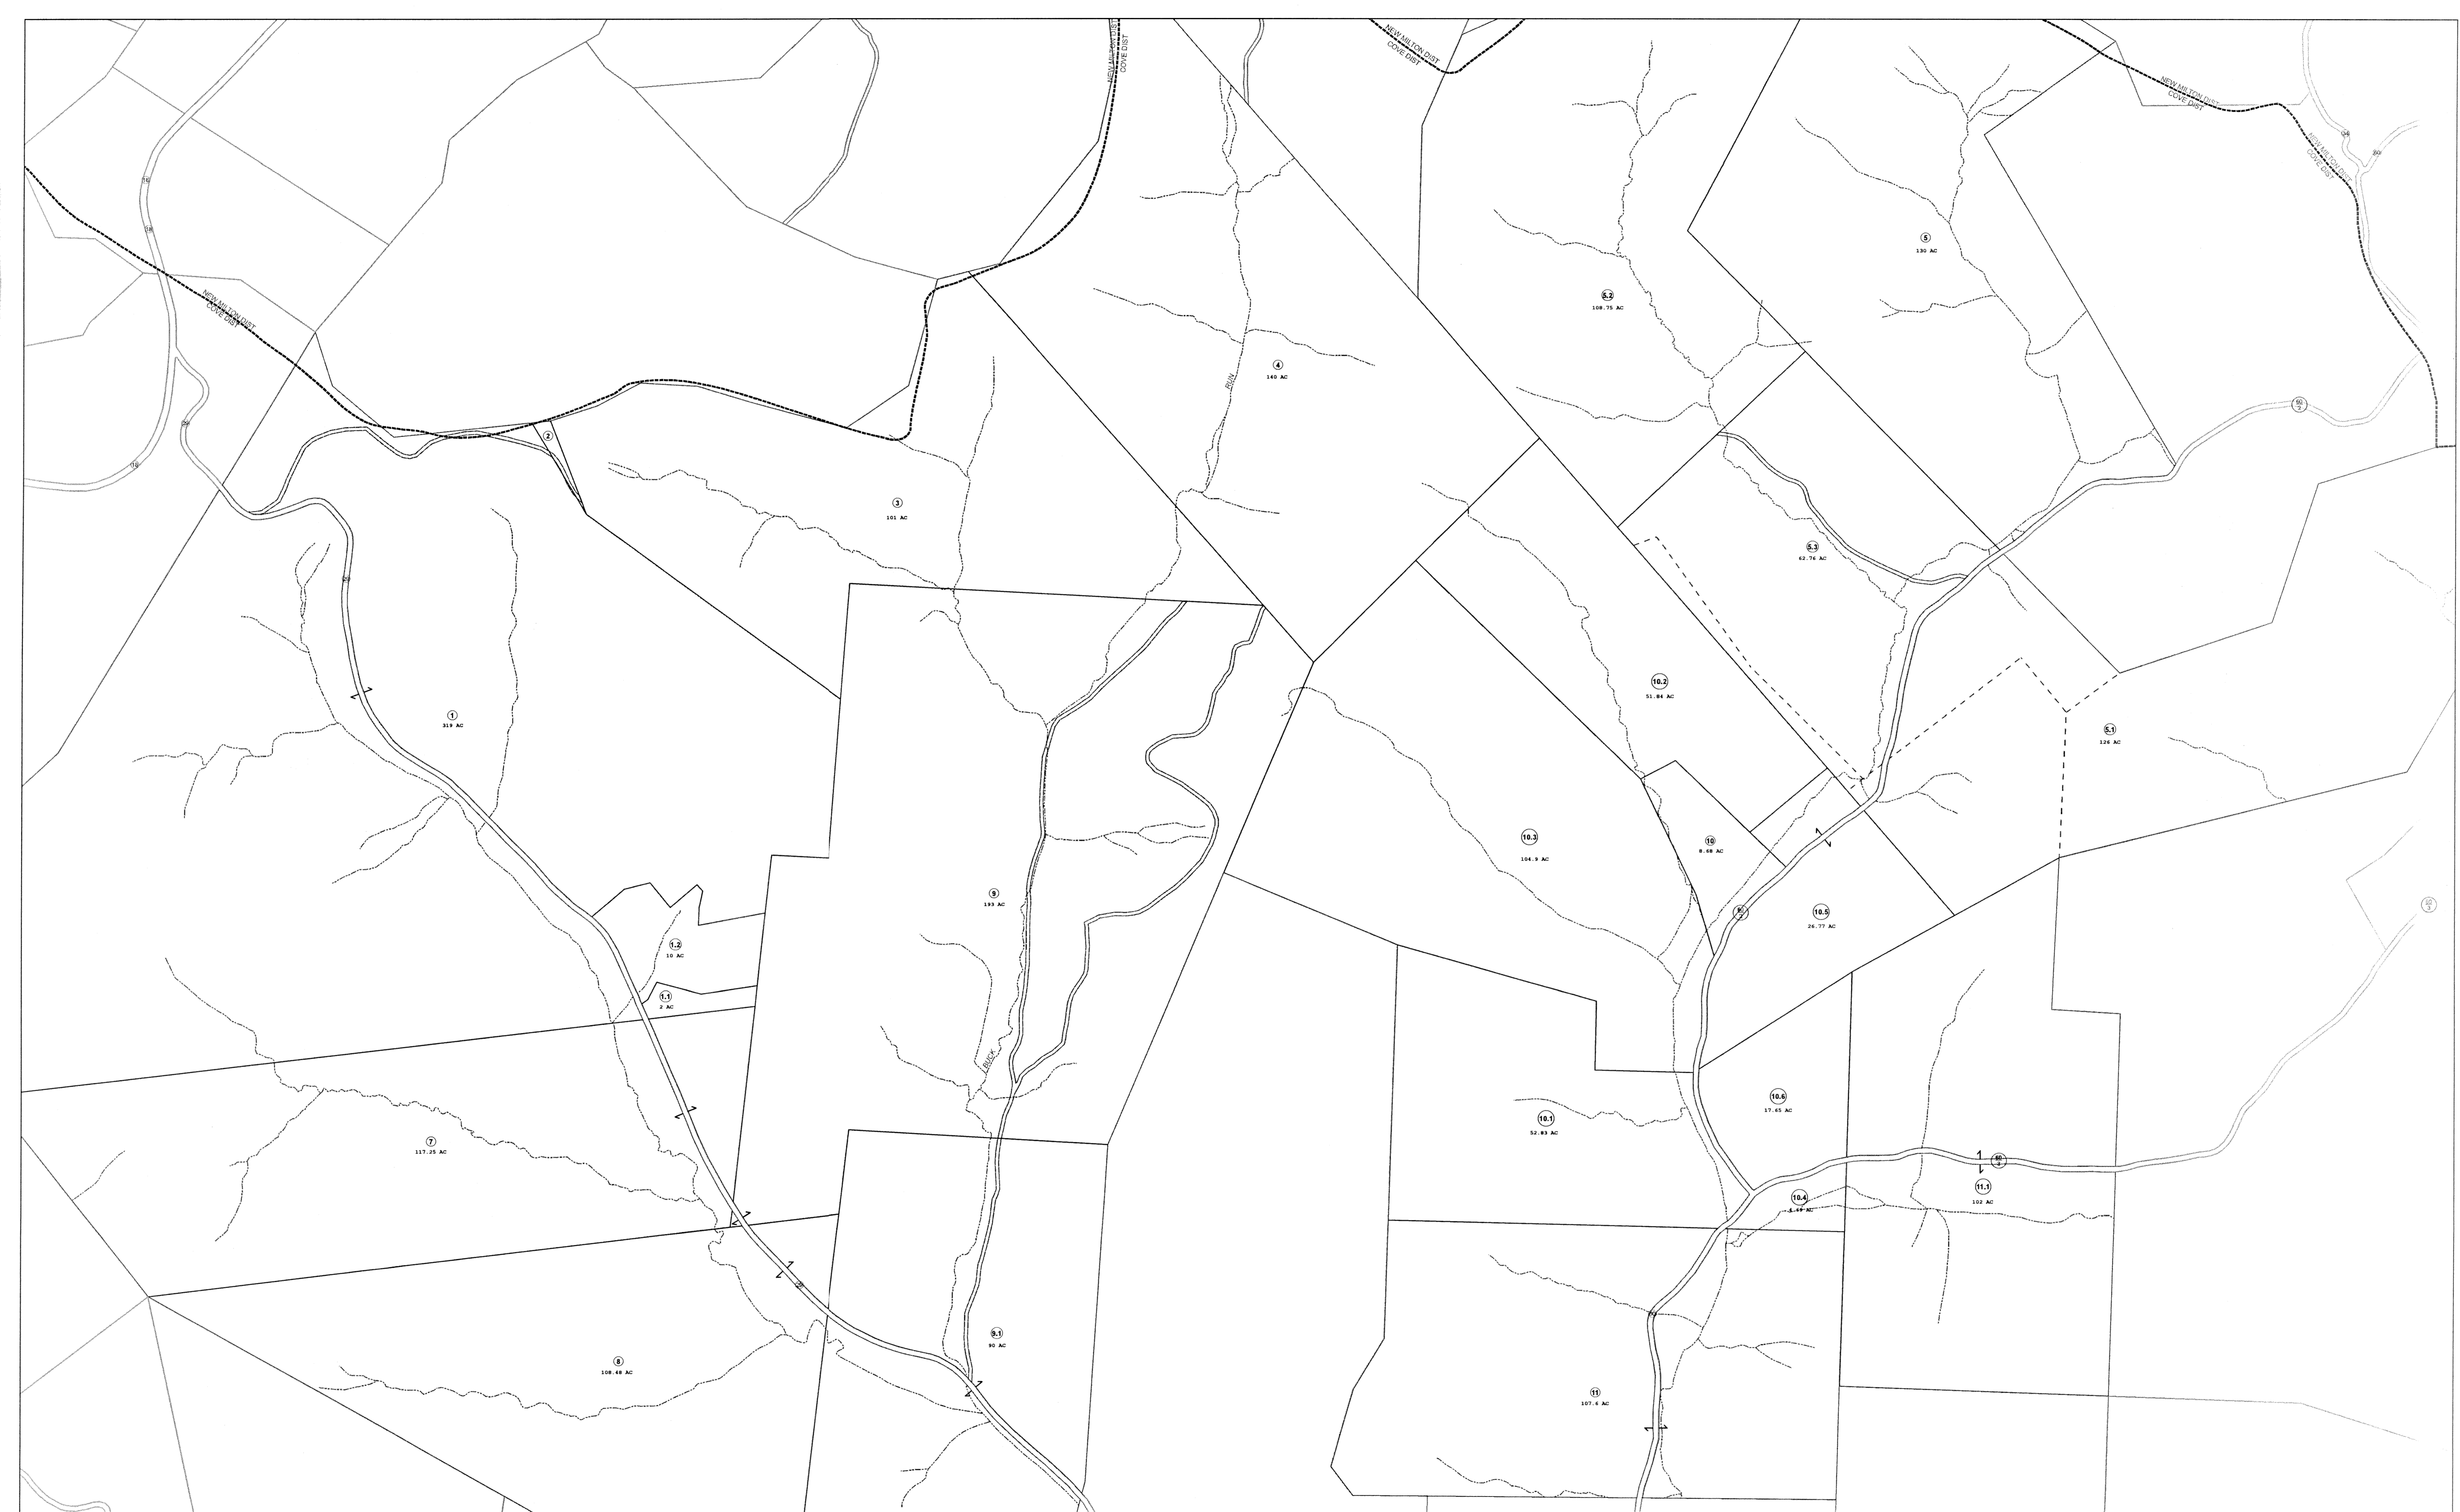 NEW MILTON DIST
COVE DIST
NEW MILTON DIST
COVE DIST
NEW MILTON DIST
COVE DIST
NEW MILTON DIST
COVE DIST
NEW MILTON DIST
COVE DIST
18
18
5
130 AC
5.2
108.75 AC
4
140 AC
RUN
2
3
101 AC
18
5.3
62.76 AC
10.2
51.84 AC
1
319 AC
5.1
126 AC
10.3
104.9 AC
10
8.68 AC
9
193 AC
10.5
26.77 AC
1.2
10 AC
1.1
2 AC
BUCK
10.6
17.65 AC
10.1
52.83 AC
7
117.25 AC
11.1
102 AC
10.4
9.1
90 AC
8
108.68 AC
11
107.6 AC